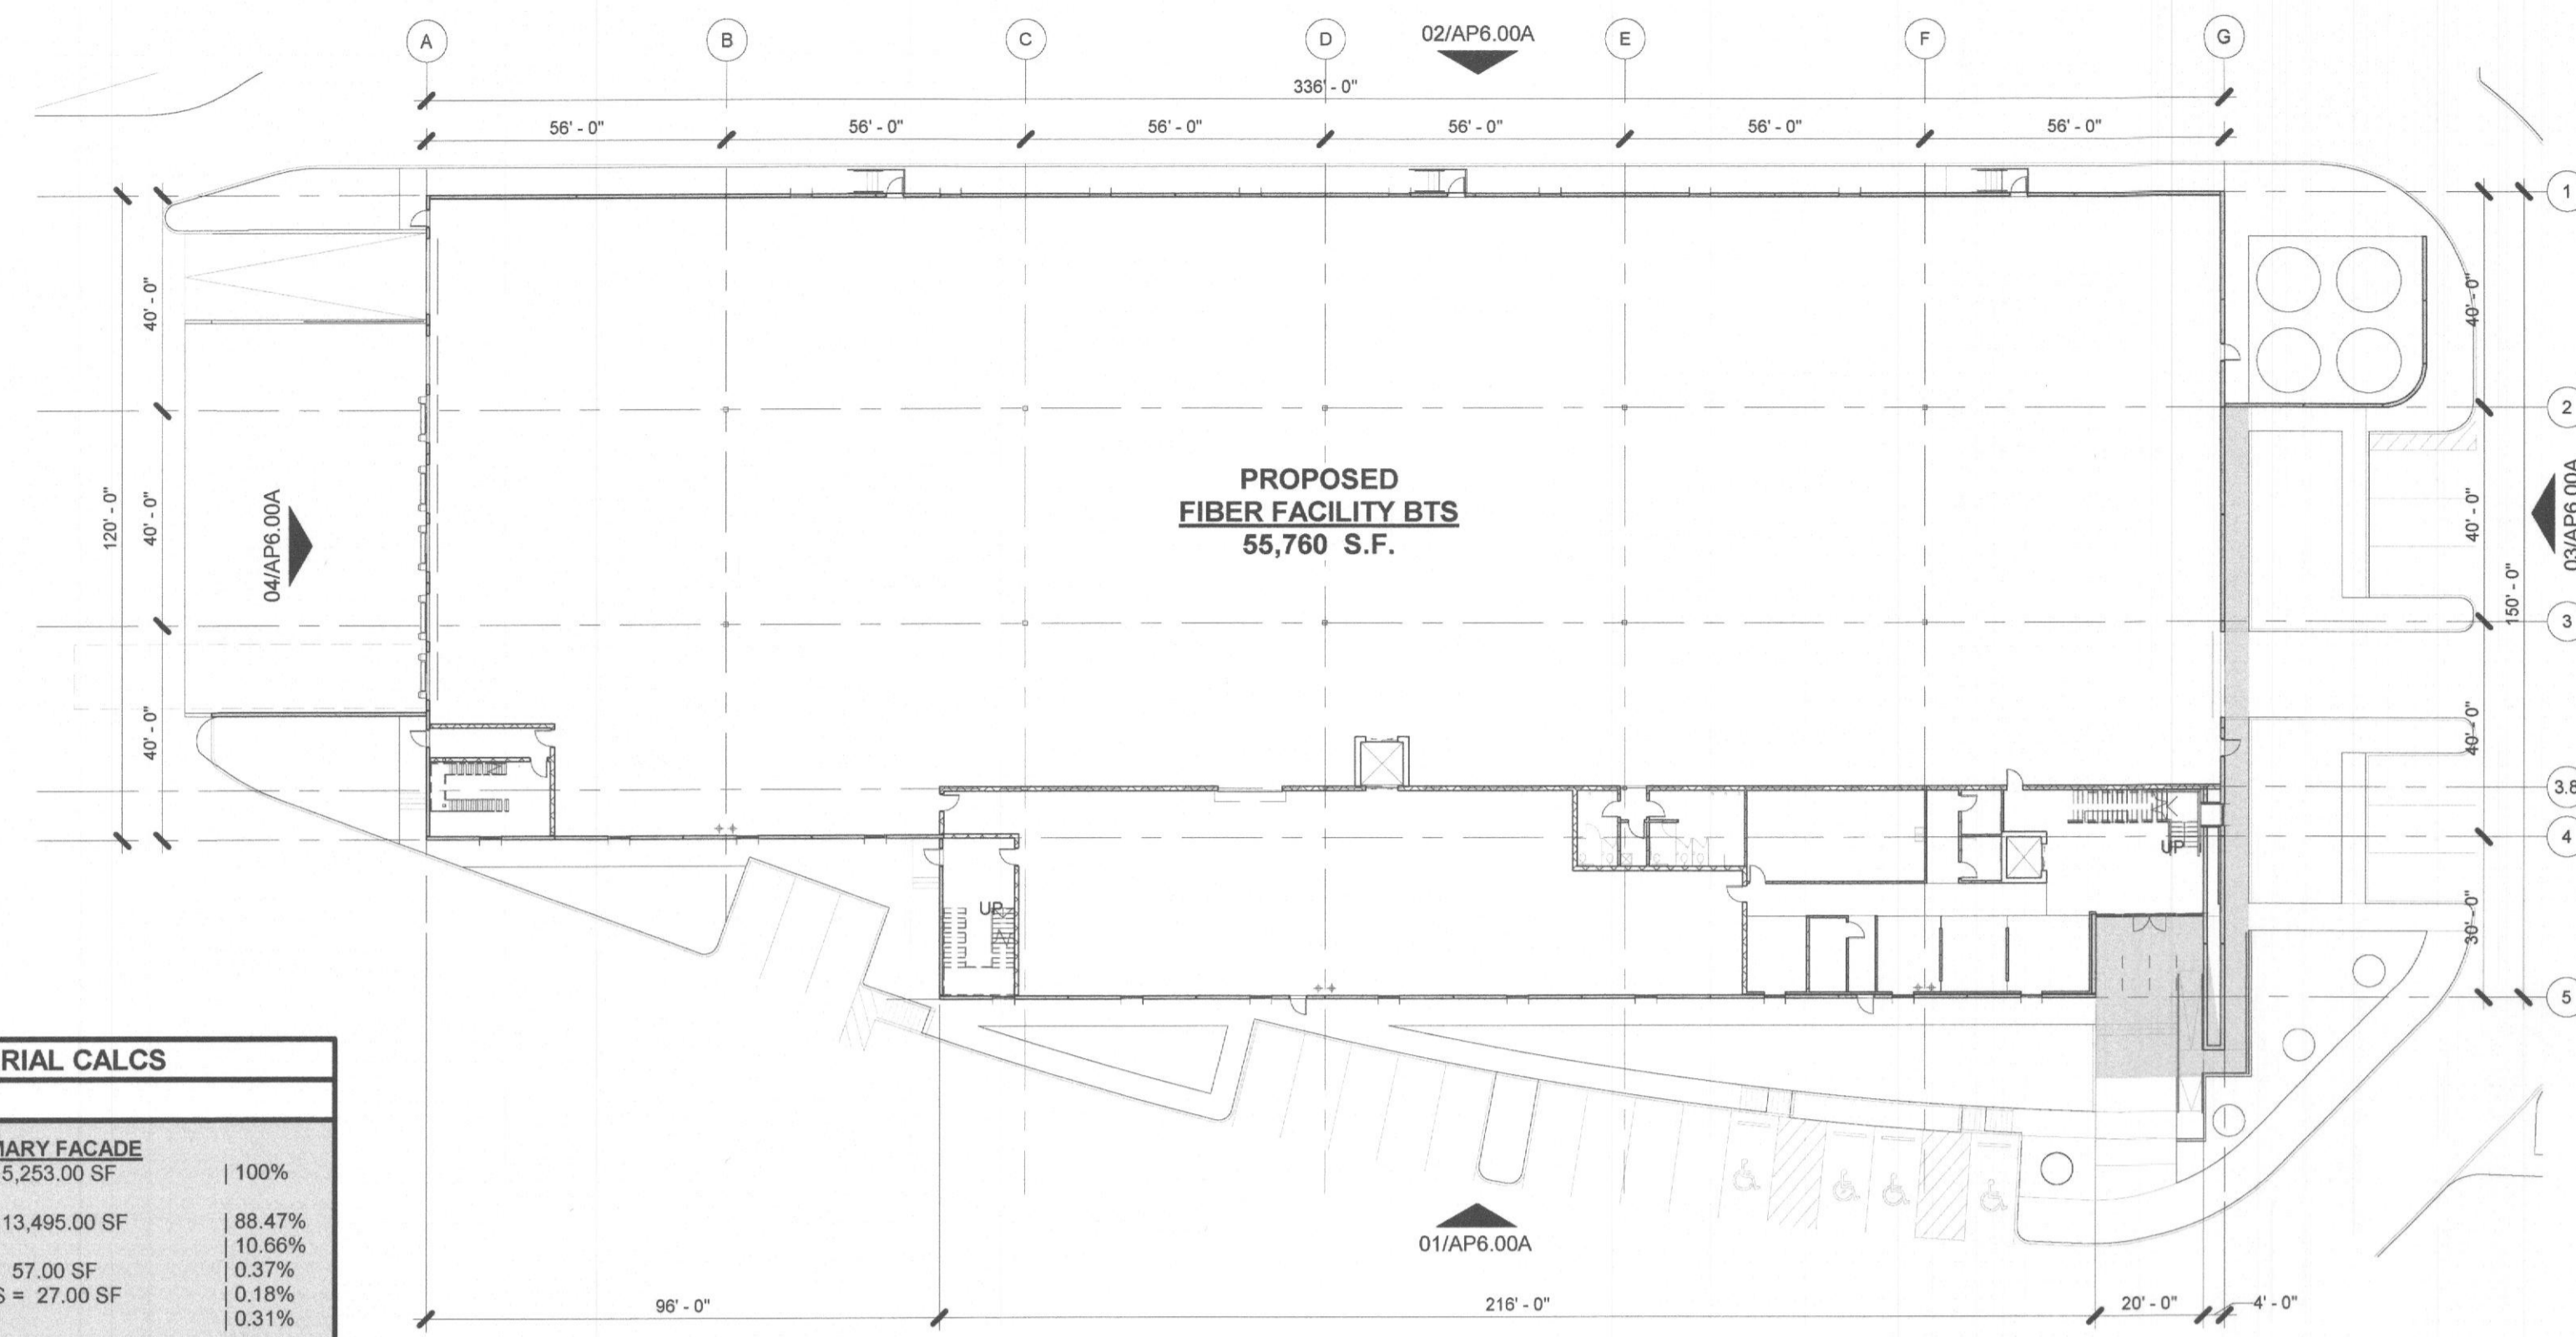 A
B
C
D
E
F
G
02/AP6.00A
336' - 0"
56' - 0"
56' - 0"
56' - 0"
56' - 0"
56' - 0"
56' - 0"
1
2
3
3.8
4
5
120' - 0"
40' - 0"
40' - 0"
40' - 0"
04/AP6.00A
PROPOSED
FIBER FACILITY BTS
55,760 S.F.
40' - 0"
40' - 0"
40' - 0"
30' - 0"
150' - 0"
03/AP6.00A
UP
UP
RIAL CALCS
MARY FACADE
5,253.00 SF | 100%
13,495.00 SF | 88.47%
| 10.66%
57.00 SF | 0.37%
S = 27.00 SF | 0.18%
| 0.31%
01/AP6.00A
96' - 0"
216' - 0"
20' - 0"
4' - 0"